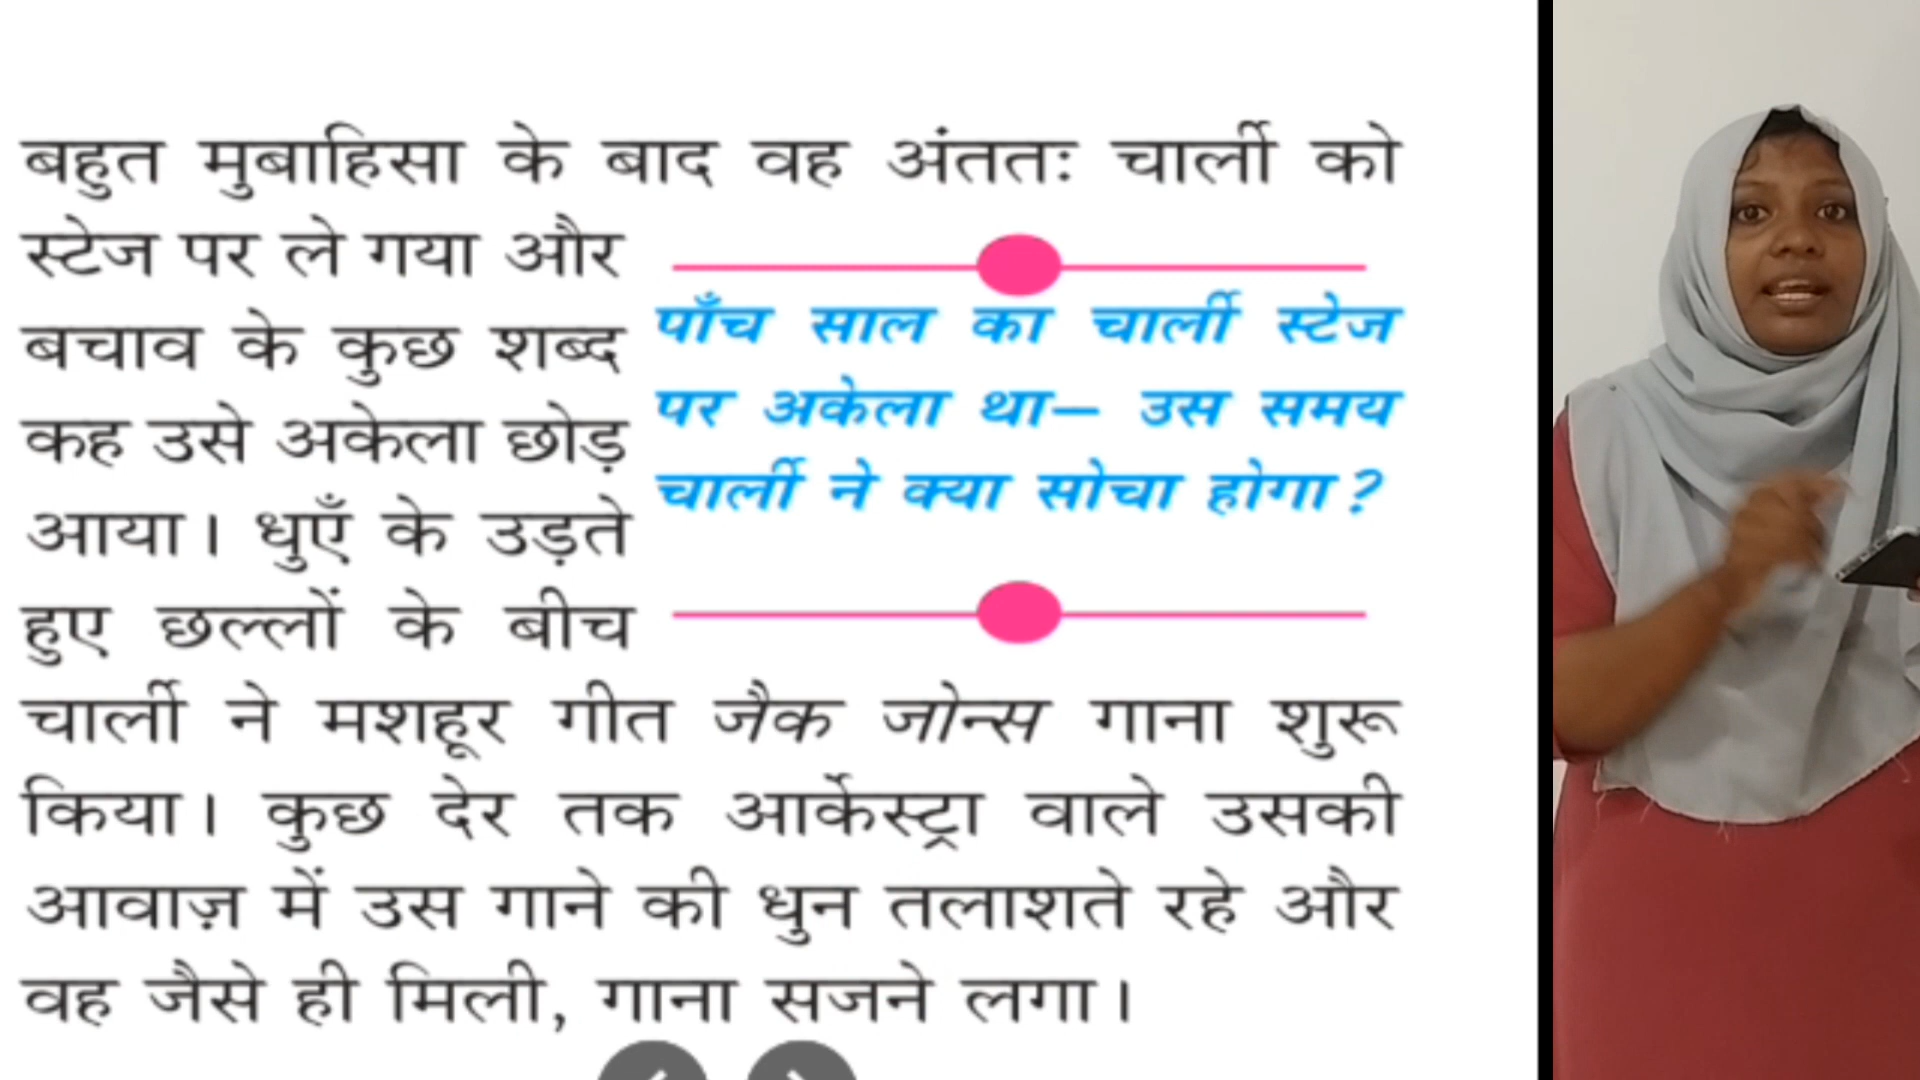 बहुत मुबाहिसा के बाद वह अंततः चार्ली को
स्टेज पर ले गया और
बचाव के कुछ शब्द
कह उसे अकेला छोड़
आया। धुएँ के उड़ते
हुए छल्लों के बीच
चार्ली ने मशहूर गीत जैक जोन्स गाना शुरू
किया। कुछ देर तक आर्केस्ट्रा वाले उसकी
आवाज़ में उस गाने की धुन तलाशते रहे और
वह जैसे ही मिली, गाना सजने लगा।
पाँच साल का चार्ली स्टेज
पर अकेला था— उस समय
चार्ली ने क्या सोचा होगा?